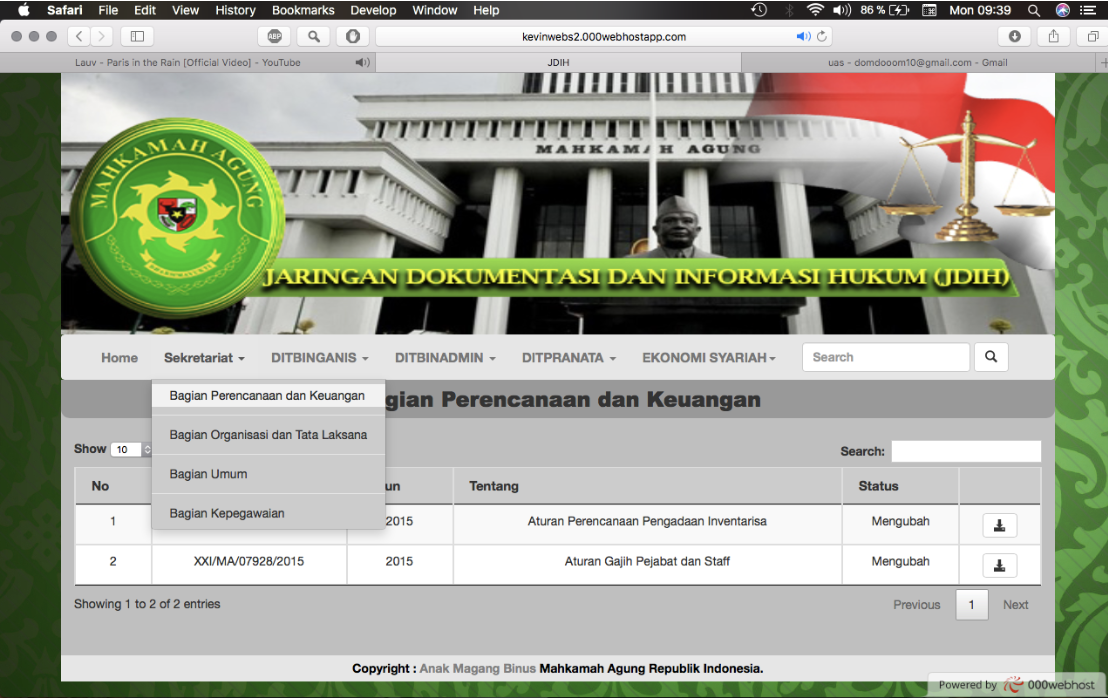 Safari File Edit View History Bookmarks Develop Window Help 86 % Mon 09:39
ABP kevinwebs2.000webhostapp.com
Lauv - Paris in the Rain [Official Video] - YouTube JDIH uas - domdooom10@gmail.com - Gmail
MAHKAMAH AGUNG
MAHKAMAH AGUNG
JARINGAN DOKUMENTASI DAN INFORMASI HUKUM (JDIH)
Home Sekretariat DITBINGANIS DITBINADMIN DITPRANATA EKONOMI SYARIAH Search
Bagian Perencanaan dan Keuangan
gian Perencanaan dan Keuangan
Bagian Organisasi dan Tata Laksana
Bagian Umum
Bagian Kepegawaian
Show 10 Search:
No un Tentang Status
1 2015 Aturan Perencanaan Pengadaan Inventarisa Mengubah
2 XXI/MA/07928/2015 2015 Aturan Gajih Pejabat dan Staff Mengubah
Showing 1 to 2 of 2 entries Previous 1 Next
Copyright : Anak Magang Binus Mahkamah Agung Republik Indonesia.
Powered by 000webhost